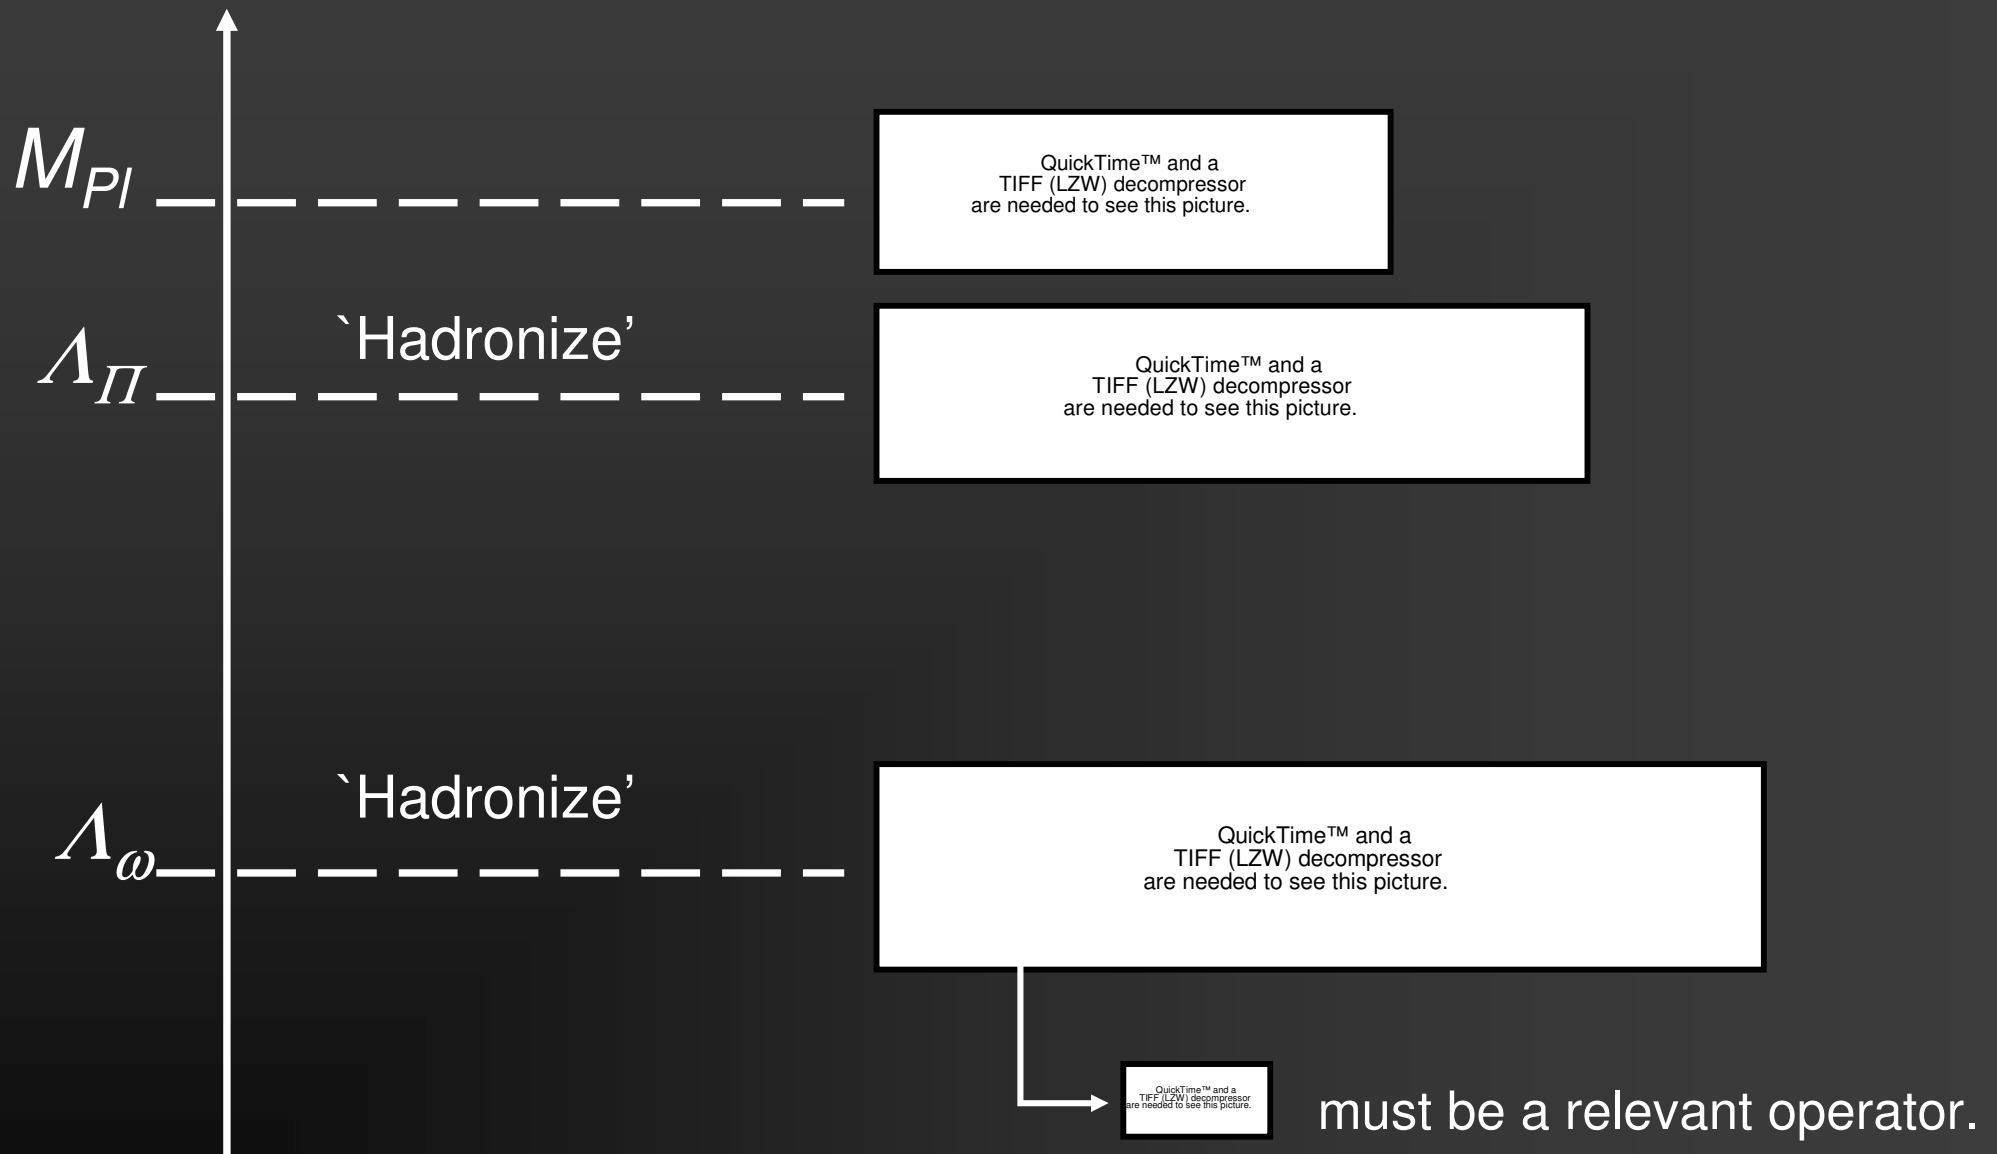 M_Pl
QuickTime™ and a
TIFF (LZW) decompressor
are needed to see this picture.
Λ_Π
`Hadronize’
QuickTime™ and a
TIFF (LZW) decompressor
are needed to see this picture.
Λ_ω
`Hadronize’
QuickTime™ and a
TIFF (LZW) decompressor
are needed to see this picture.
QuickTime™ and a
TIFF (LZW) decompressor
are needed to see this picture.
must be a relevant operator.